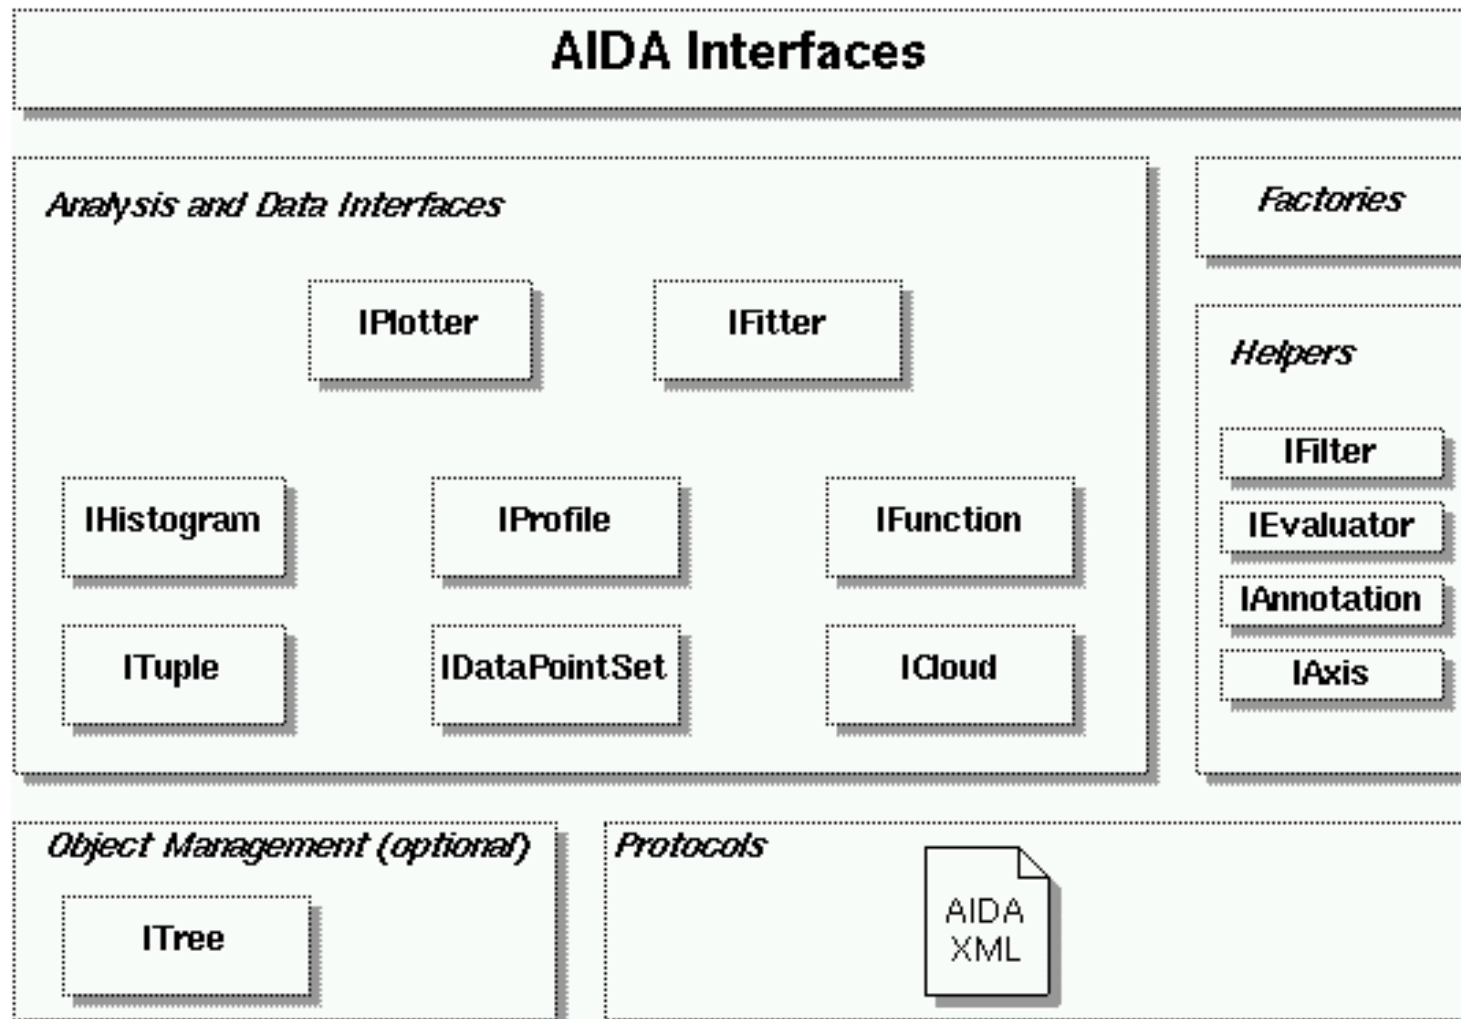 AIDA Interfaces
Analysis and Data Interfaces
IPlotter
IFitter
IHistogram
IProfile
IFunction
ITuple
IDataPointSet
ICloud
Factories
Helpers
IFilter
IEvaluator
IAnnotation
IAxis
Object Management (optional)
ITree
Protocols
AIDA
XML